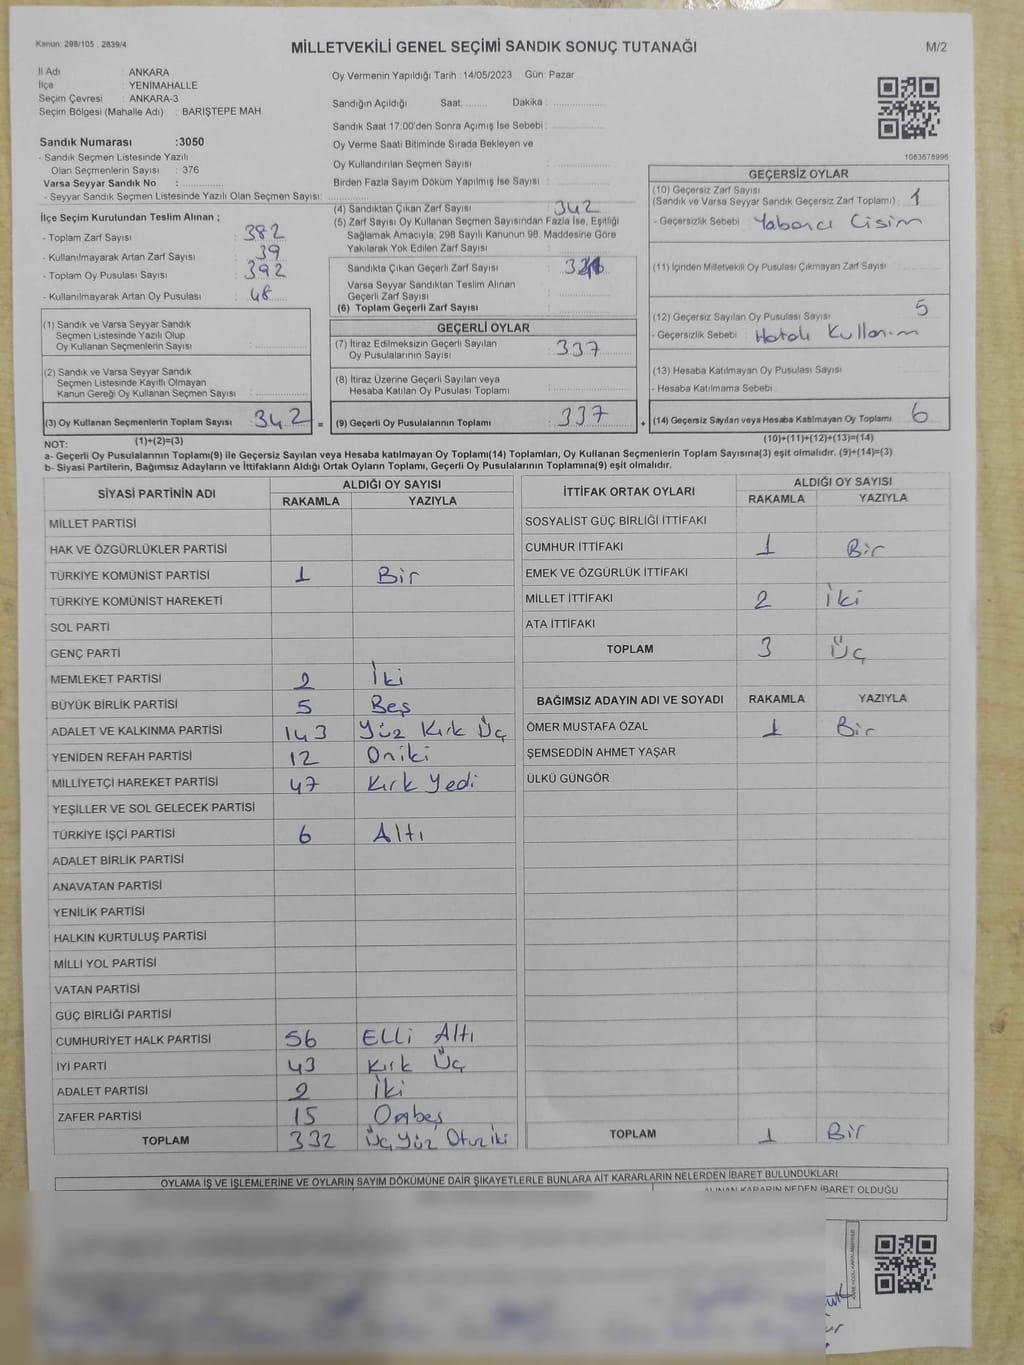 Kanun: 298/105 , 2839/4
MİLLETVEKİLİ GENEL SEÇİMİ SANDIK SONUÇ TUTANAĞI
M/2
İl Adı ANKARA
İlçe : YENİMAHALLE
Seçim Çevresi : ANKARA-3
Seçim Bölgesi (Mahalle Adı) : BARIŞTEPE MAH.
Sandık Numarası :3050
- Sandık Seçmen Listesinde Yazılı
Olan Seçmenlerin Sayısı : 376
Varsa Seyyar Sandık No :
- Seyyar Sandık Seçmen Listesinde Yazılı Olan Seçmen Sayısı:
Oy Vermenin Yapıldığı Tarih :14/05/2023 Gün: Pazar
Sandığın Açıldığı Saat: Dakika :
Sandık Saat 17:00'den Sonra Açımış İse Sebebi :
Oy Verme Saati Bitiminde Sırada Bekleyen ve
Oy Kullandırılan Seçmen Sayısı :
Birden Fazla Sayım Döküm Yapılmış İse Sayısı :
1083678996
İlçe Seçim Kurulundan Teslim Alınan ;
- Toplam Zarf Sayısı : 382
- Kullanılmayarak Artan Zarf Sayısı : 39
- Toplam Oy Pusulası Sayısı : 392
- Kullanılmayarak Artan Oy Pusulası : 48
(4) Sandıktan Çıkan Zarf Sayısı : 342
(5) Zarf Sayısı Oy Kullanan Seçmen Sayısından Fazla İse, Eşitliği
Sağlamak Amacıyla, 298 Sayılı Kanunun 98. Maddesine Göre
Yakılarak Yok Edilen Zarf Sayısı :
Sandıkta Çıkan Geçerli Zarf Sayısı :
Varsa Seyyar Sandıktan Teslim Alınan
Geçerli Zarf Sayısı :
(6) Toplam Geçerli Zarf Sayısı :
GEÇERSİZ OYLAR
(10) Geçersiz Zarf Sayısı
(Sandık ve Varsa Seyyar Sandık Geçersiz Zarf Toplamı) : 1
- Geçersizlik Sebebi : Yabancı Cisim
(11) İçinden Milletvekili Oy Pusulası Çıkmayan Zarf Sayısı
(12) Geçersiz Sayılan Oy Pusulası Sayısı : 5
- Geçersizlik Sebebi : Hatalı Kullanım
(13) Hesaba Katılmayan Oy Pusulası Sayısı :
- Hesaba Katılmama Sebebi :
(14) Geçersiz Sayılan veya Hesaba Katılmayan Oy Toplamı : 6
(10)+(11)+(12)+(13)=(14)
(1) Sandık ve Varsa Seyyar Sandık
Seçmen Listesinde Yazılı Olup
Oy Kullanan Seçmenlerin Sayısı :
(2) Sandık ve Varsa Seyyar Sandık
Seçmen Listesinde Kayıtlı Olmayan
Kanun Gereği Oy Kullanan Seçmen Sayısı :
(3) Oy Kullanan Seçmenlerin Toplam Sayısı : 342 =
(1)+(2)=(3)
GEÇERLİ OYLAR
(7) İtiraz Edilmeksizin Geçerli Sayılan
Oy Pusulalarının Sayısı : 337
(8) İtiraz Üzerine Geçerli Sayılan veya
Hesaba Katılan Oy Pusulası Toplamı :
(9) Geçerli Oy Pusulalarının Toplamı : 337 +
NOT:
a- Geçerli Oy Pusulalarının Toplamı(9) ile Geçersiz Sayılan veya Hesaba katılmayan Oy Toplamı(14) Toplamları, Oy Kullanan Seçmenlerin Toplam Sayısına(3) eşit olmalıdır. (9)+(14)=(3)
b- Siyasi Partilerin, Bağımsız Adayların ve İttifakların Aldığı Ortak Oyların Toplamı, Geçerli Oy Pusulalarının Toplamına(9) eşit olmalıdır.
SİYASİ PARTİNİN ADI ALDIĞI OY SAYISI
RAKAMLA YAZIYLA
MİLLET PARTİSİ
HAK VE ÖZGÜRLÜKLER PARTİSİ
TÜRKİYE KOMÜNİST PARTİSİ 1 Bir
TÜRKİYE KOMÜNİST HAREKETİ
SOL PARTİ
GENÇ PARTİ
MEMLEKET PARTİSİ 2 İki
BÜYÜK BİRLİK PARTİSİ 5 Beş
ADALET VE KALKINMA PARTİSİ 143 Yüz Kırk Üç
YENİDEN REFAH PARTİSİ 12 Oniki
MİLLİYETÇİ HAREKET PARTİSİ 47 Kırk Yedi
YEŞİLLER VE SOL GELECEK PARTİSİ
TÜRKİYE İŞÇİ PARTİSİ 6 Altı
ADALET BİRLİK PARTİSİ
ANAVATAN PARTİSİ
YENİLİK PARTİSİ
HALKIN KURTULUŞ PARTİSİ
MİLLİ YOL PARTİSİ
VATAN PARTİSİ
GÜÇ BİRLİĞİ PARTİSİ
CUMHURİYET HALK PARTİSİ 56 Elli Altı
İYİ PARTİ 43 Kırk Üç
ADALET PARTİSİ 2 İki
ZAFER PARTİSİ 15 Onbeş
TOPLAM 332 Üç Yüz Otuz iki
İTTİFAK ORTAK OYLARI ALDIĞI OY SAYISI
RAKAMLA YAZIYLA
SOSYALİST GÜÇ BİRLİĞİ İTTİFAKI
CUMHUR İTTİFAKI 1 Bir
EMEK VE ÖZGÜRLÜK İTTİFAKI
MİLLET İTTİFAKI 2 İki
ATA İTTİFAKI
TOPLAM 3 Üç
BAĞIMSIZ ADAYIN ADI VE SOYADI RAKAMLA YAZIYLA
ÖMER MUSTAFA ÖZAL 1 Bir
ŞEMSEDDİN AHMET YAŞAR
ÜLKÜ GÜNGÖR
TOPLAM 1 Bir
OYLAMA İŞ VE İŞLEMLERİNE VE OYLARIN SAYIM DÖKÜMÜNE DAİR ŞİKAYETLERLE BUNLARA AİT KARARLARIN NELERDEN İBARET BULUNDUKLARI
ALINAN KARARIN NEDEN İBARET OLDUĞU